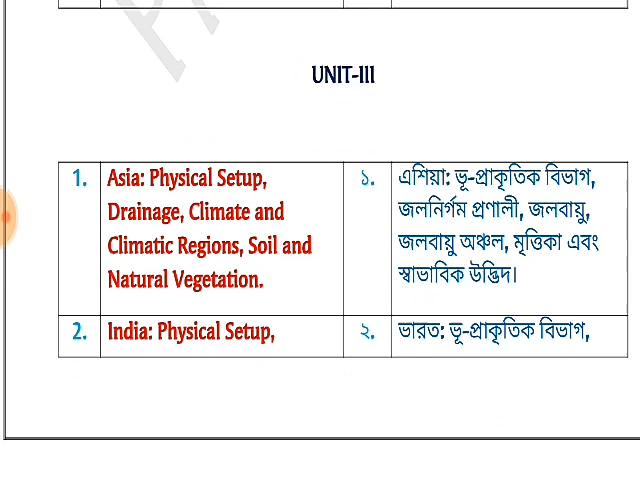 UNIT-III
1. Asia: Physical Setup, ১. এশিয়া: ভূ-প্রাকৃতিক বিভাগ,
Drainage, Climate and জলনির্গম প্রণালী, জলবায়ু,
Climatic Regions, Soil and জলবায়ু অঞ্চল, মৃত্তিকা এবং
Natural Vegetation. স্বাভাবিক উদ্ভিদ।
2. India: Physical Setup, ২. ভারত: ভূ-প্রাকৃতিক বিভাগ,